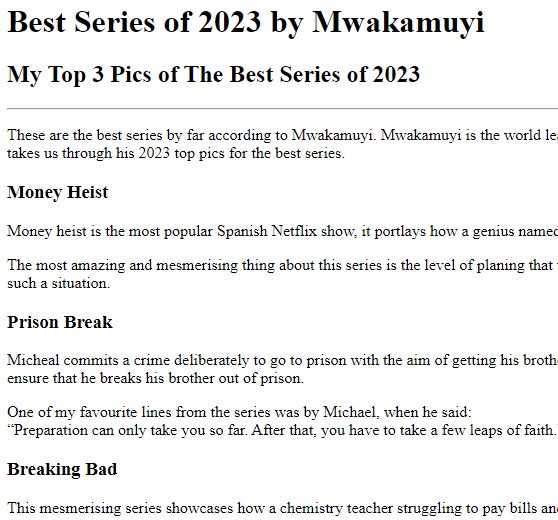 Best Series of 2023 by Mwakamuyi
My Top 3 Pics of The Best Series of 2023
These are the best series by far according to Mwakamuyi. Mwakamuyi is the world
takes us through his 2023 top pics for the best series.
Money Heist
Money heist is the most popular Spanish Netflix show, it portlays how a genius named
The most amazing and mesmerising thing about this series is the level of planing that
such a situation.
Prison Break
Micheal commits a crime deliberately to go to prison with the aim of getting his
ensure that he breaks his brother out of prison.
One of my favourite lines from the series was by Michael, when he said:
“Preparation can only take you so far. After that, you have to take a few leaps of faith.
Breaking Bad
This mesmerising series showcases how a chemistry teacher struggling to pay bills